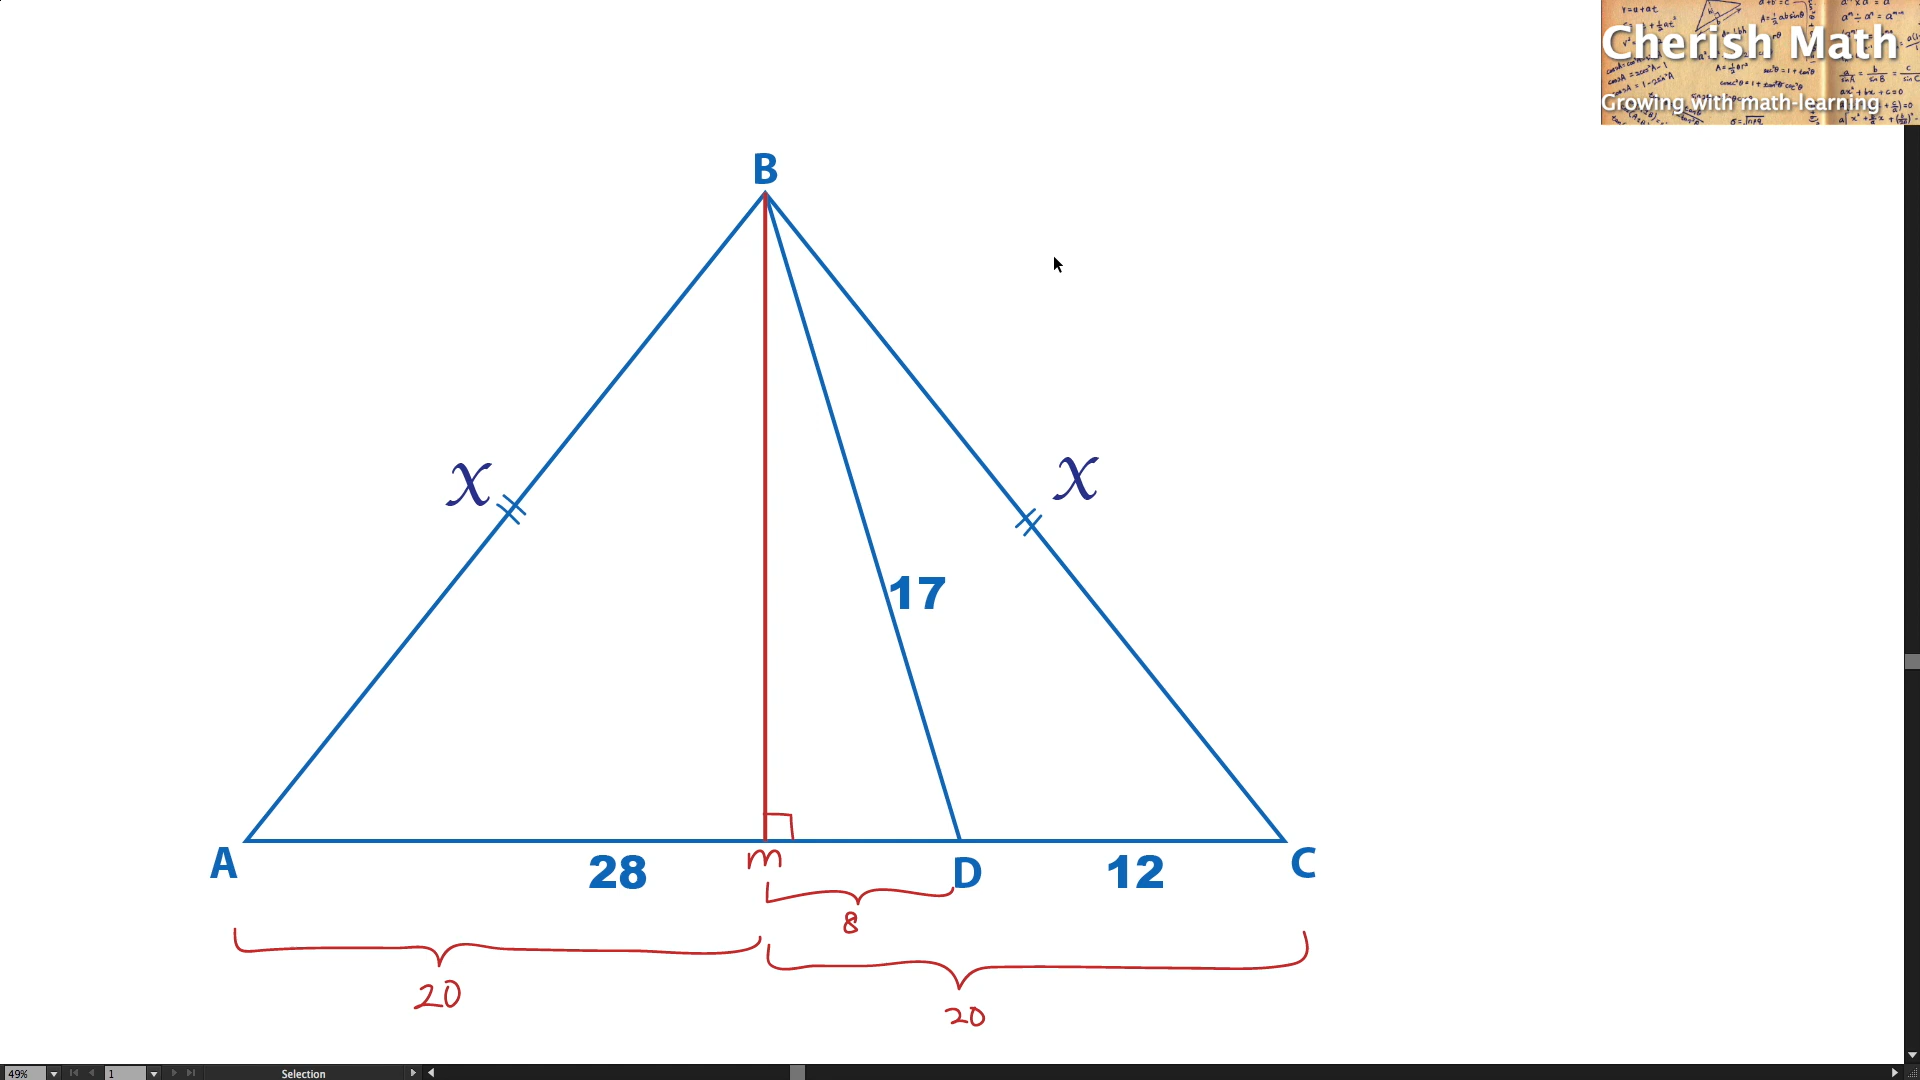 Cherish Math
Growing with math-learning
B
x
x
17
A
28
m
D
12
C
8
20
20
49%
1
Selection